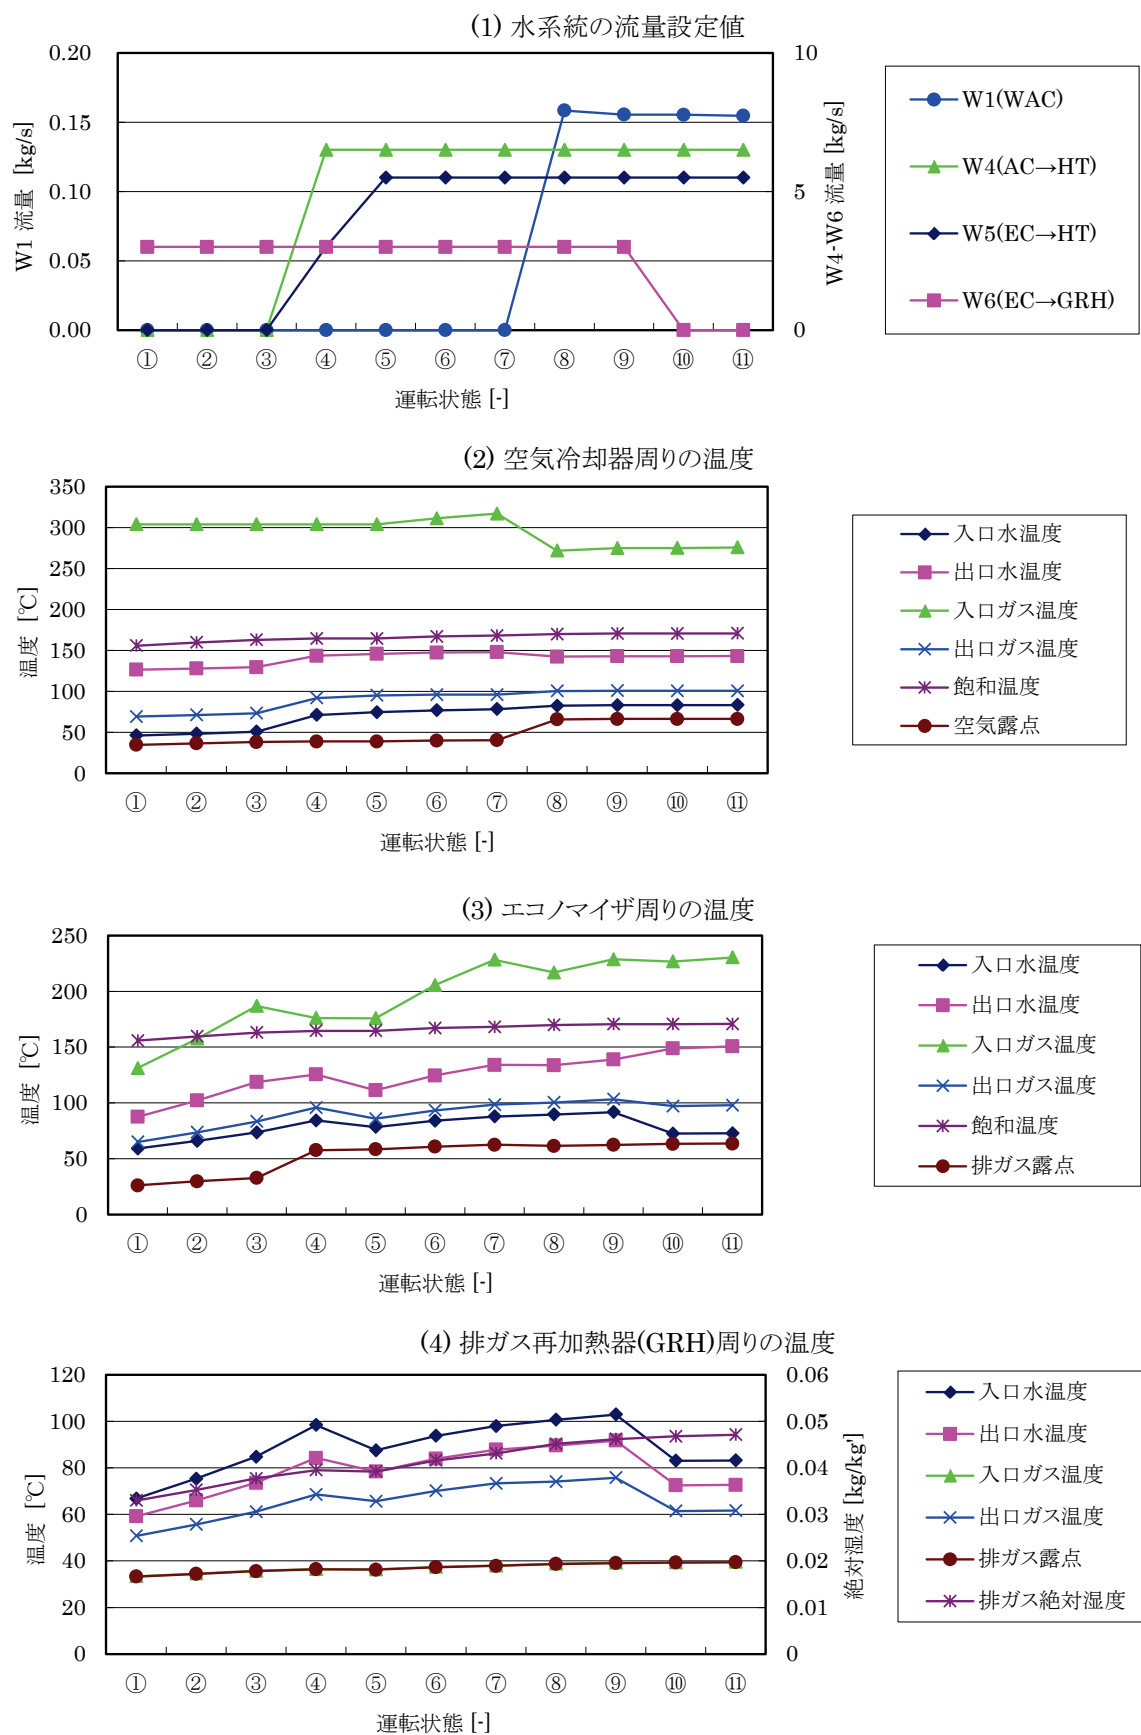 (1) 水系統の流量設定値
0.20
0.15
0.10
0.05
0.00
W1 流量 [kg/s]
10
5
0
W4-W6 流量 [kg/s]
① ② ③ ④ ⑤ ⑥ ⑦ ⑧ ⑨ ⑩ ⑪
運転状態 [-]
W1(WAC)
W4(AC→HT)
W5(EC→HT)
W6(EC→GRH)
(2) 空気冷却器周りの温度
350
300
250
200
150
100
50
0
温度 [℃]
① ② ③ ④ ⑤ ⑥ ⑦ ⑧ ⑨ ⑩ ⑪
運転状態 [-]
入口水温度
出口水温度
入口ガス温度
出口ガス温度
飽和温度
空気露点
(3) エコノマイザ周りの温度
250
200
150
100
50
0
温度 [℃]
① ② ③ ④ ⑤ ⑥ ⑦ ⑧ ⑨ ⑩ ⑪
運転状態 [-]
入口水温度
出口水温度
入口ガス温度
出口ガス温度
飽和温度
排ガス露点
(4) 排ガス再加熱器(GRH)周りの温度
120
100
80
60
40
20
0
温度 [℃]
0.06
0.05
0.04
0.03
0.02
0.01
0
絶対湿度 [kg/kg']
① ② ③ ④ ⑤ ⑥ ⑦ ⑧ ⑨ ⑩ ⑪
運転状態 [-]
入口水温度
出口水温度
入口ガス温度
出口ガス温度
排ガス露点
排ガス絶対湿度